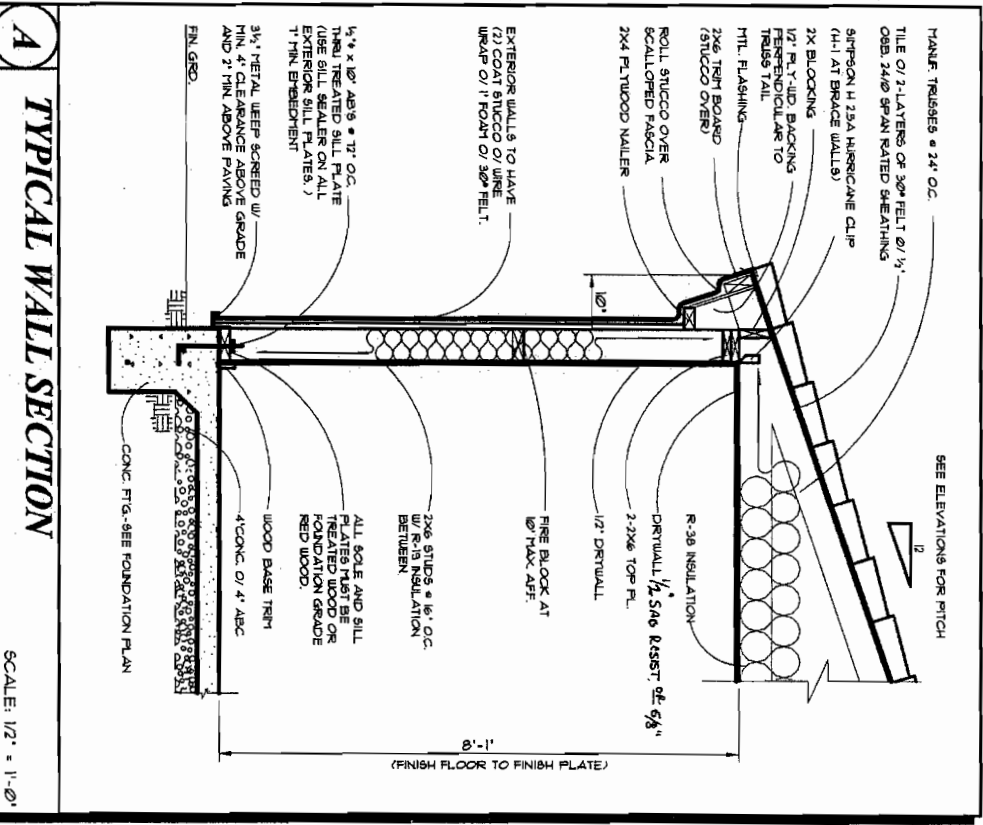 MANUF. TRUSSES @ 24" O.C.
TILE O/ 2-LAYERS OF 30# FELT O/ ½"
OSB. 24/0 SPAN RATED SHEATHING
SIMPSON H 2.5A HURRICANE CLIP
(H-1 AT BRACE WALLS)
2X BLOCKING
1/2" PLY-WD. BACKING
PERPENDICULAR TO
TRUSS TAIL
MTL. FLASHING
2X6 TRIM BOARD
(STUCCO OVER)
ROLL STUCCO OVER
SCALLOPED FASCIA
2X4 PLYWOOD NAILER
EXTERIOR WALLS TO HAVE
(2) COAT STUCCO O/ WIRE
WRAP O/ 1" FOAM O/ 30# FELT.
½"ø x 10" AB'S @ 72" O.C.
THRU TREATED SILL PLATE
(USE SILL SEALER ON ALL
EXTERIOR SILL PLATES.)
7" MIN. EMBEDMENT
3½" METAL WEEP SCREED W/
MIN. 4" CLEARANCE ABOVE GRADE
AND 2" MIN. ABOVE PAVING
FIN. GRD.
10"
SEE ELEVATIONS FOR PITCH
12
R-38 INSULATION
DRYWALL 1/2 SAG RESIST. OR 5/8"
2-2X6 TOP PL.
1/2" DRYWALL
FIRE BLOCK AT
10' MAX. AFF.
2X6 STUDS @ 16" O.C.
W/ R-19 INSULATION
BETWEEN
ALL SOLE AND SILL
PLATES MUST BE
TREATED WOOD OR
FOUNDATION GRADE
RED WOOD.
WOOD BASE TRIM
4" CONC. O/ 4" ABC
CONC. FTG.-SEE FOUNDATION PLAN
8'-1"
(FINISH FLOOR TO FINISH PLATE)
A
TYPICAL WALL SECTION
SCALE: 1/2" = 1'-0"